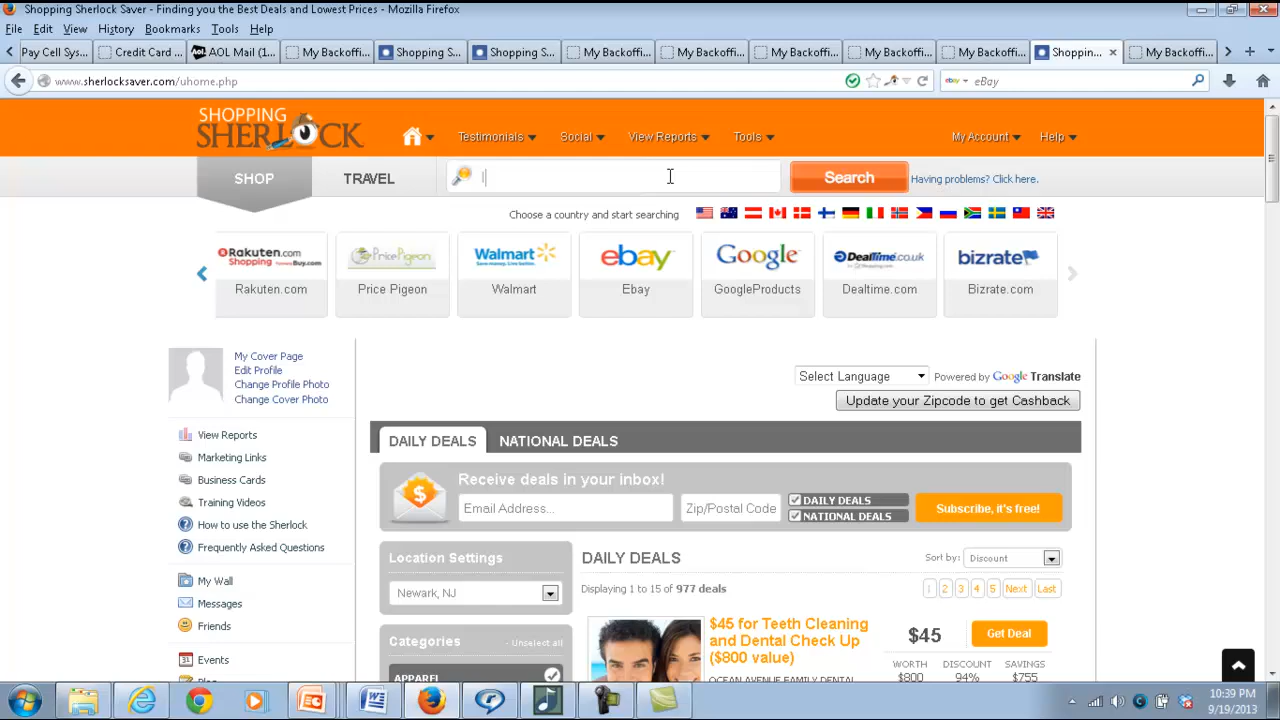 Shopping Sherlock Saver - Finding you the Best Deals and Lowest Prices - Mozilla Firefox
File Edit View History Bookmarks Tools Help
Pay Cell Sys... Credit Card ... AOL Mail (1... My Backoffi... Shopping S... Shopping S... My Backoffi... My Backoffi... My Backoffi... My Backoffi... My Backoffi... Shoppin... My Backoffi...
www.sherlocksaver.com/uhome.php
eBay
SHOPPING
SHERLOCK
Testimonials Social View Reports Tools My Account Help
SHOP TRAVEL Search Having problems? Click here.
Choose a country and start searching
Rakuten.com Shopping PricePigeon Walmart Save money. Live better. ebay Google DealTime.co.uk by Shopping.com bizrate
Rakuten.com Price Pigeon Walmart Ebay GoogleProducts Dealtime.com Bizrate.com
My Cover Page
Edit Profile
Change Profile Photo
Change Cover Photo
Select Language Powered by Google Translate
Update your Zipcode to get Cashback
View Reports
Marketing Links
Business Cards
Training Videos
How to use the Sherlock
Frequently Asked Questions
My Wall
Messages
Friends
Events
DAILY DEALS NATIONAL DEALS
Receive deals in your inbox!
Email Address... Zip/Postal Code DAILY DEALS
NATIONAL DEALS
Subscribe, it's free!
Location Settings
Newark, NJ
Categories - Unselect all
APPAREL
DAILY DEALS Sort by: Discount
Displaying 1 to 15 of 977 deals 1 2 3 4 5 Next Last
$45 for Teeth Cleaning
and Dental Check Up
($800 value)
OCEAN AVENUE FAMILY DENTAL
$45 Get Deal
WORTH DISCOUNT SAVINGS
$800 94% $755
10:39 PM
9/19/2013